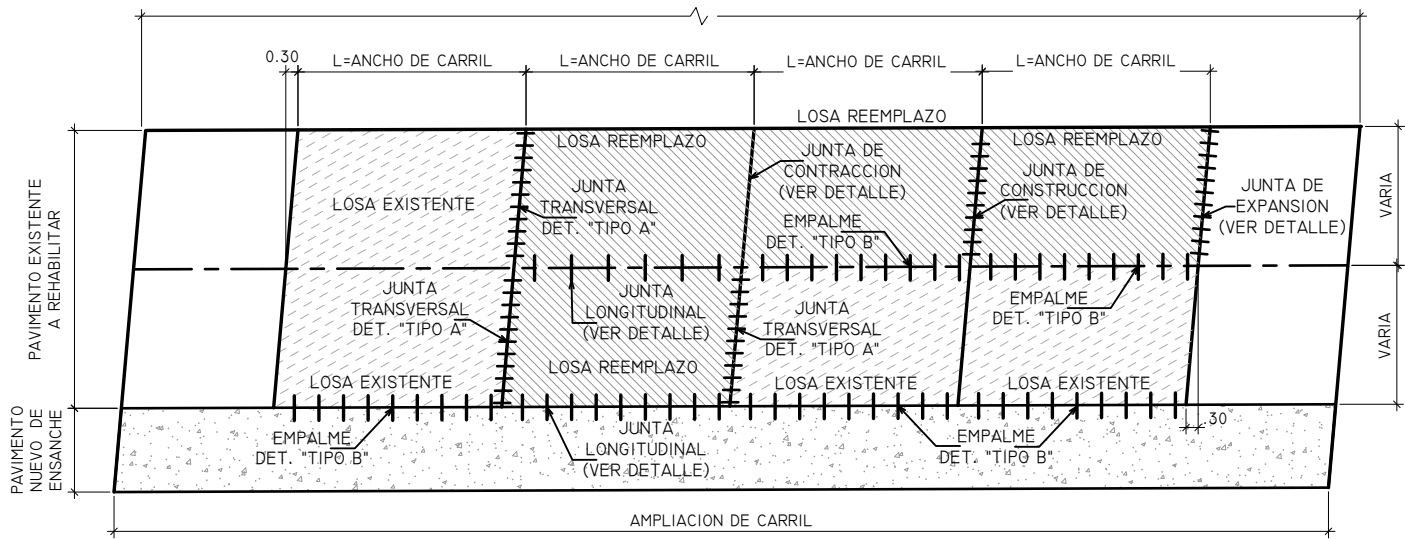 0.30
L=ANCHO DE CARRIL
L=ANCHO DE CARRIL
L=ANCHO DE CARRIL
L=ANCHO DE CARRIL
PAVIMENTO EXISTENTE
A REHABILITAR
LOSA EXISTENTE
LOSA REEMPLAZO
JUNTA
TRANSVERSAL
DET. "TIPO A"
LOSA REEMPLAZO
JUNTA DE
CONTRACCION
(VER DETALLE)
EMPALME
DET. "TIPO B"
LOSA REEMPLAZO
JUNTA DE
CONSTRUCCION
(VER DETALLE)
JUNTA DE
EXPANSION
(VER DETALLE)
VARIA
JUNTA
TRANSVERSAL
DET. "TIPO A"
LOSA EXISTENTE
JUNTA
LONGITUDINAL
(VER DETALLE)
LOSA REEMPLAZO
JUNTA
TRANSVERSAL
DET. "TIPO A"
LOSA EXISTENTE
EMPALME
DET. "TIPO B"
LOSA EXISTENTE
VARIA
.30
PAVIMENTO
NUEVO DE
ENSANCHE
EMPALME
DET. "TIPO B"
JUNTA
LONGITUDINAL
(VER DETALLE)
EMPALME
DET. "TIPO B"
AMPLIACION DE CARRIL